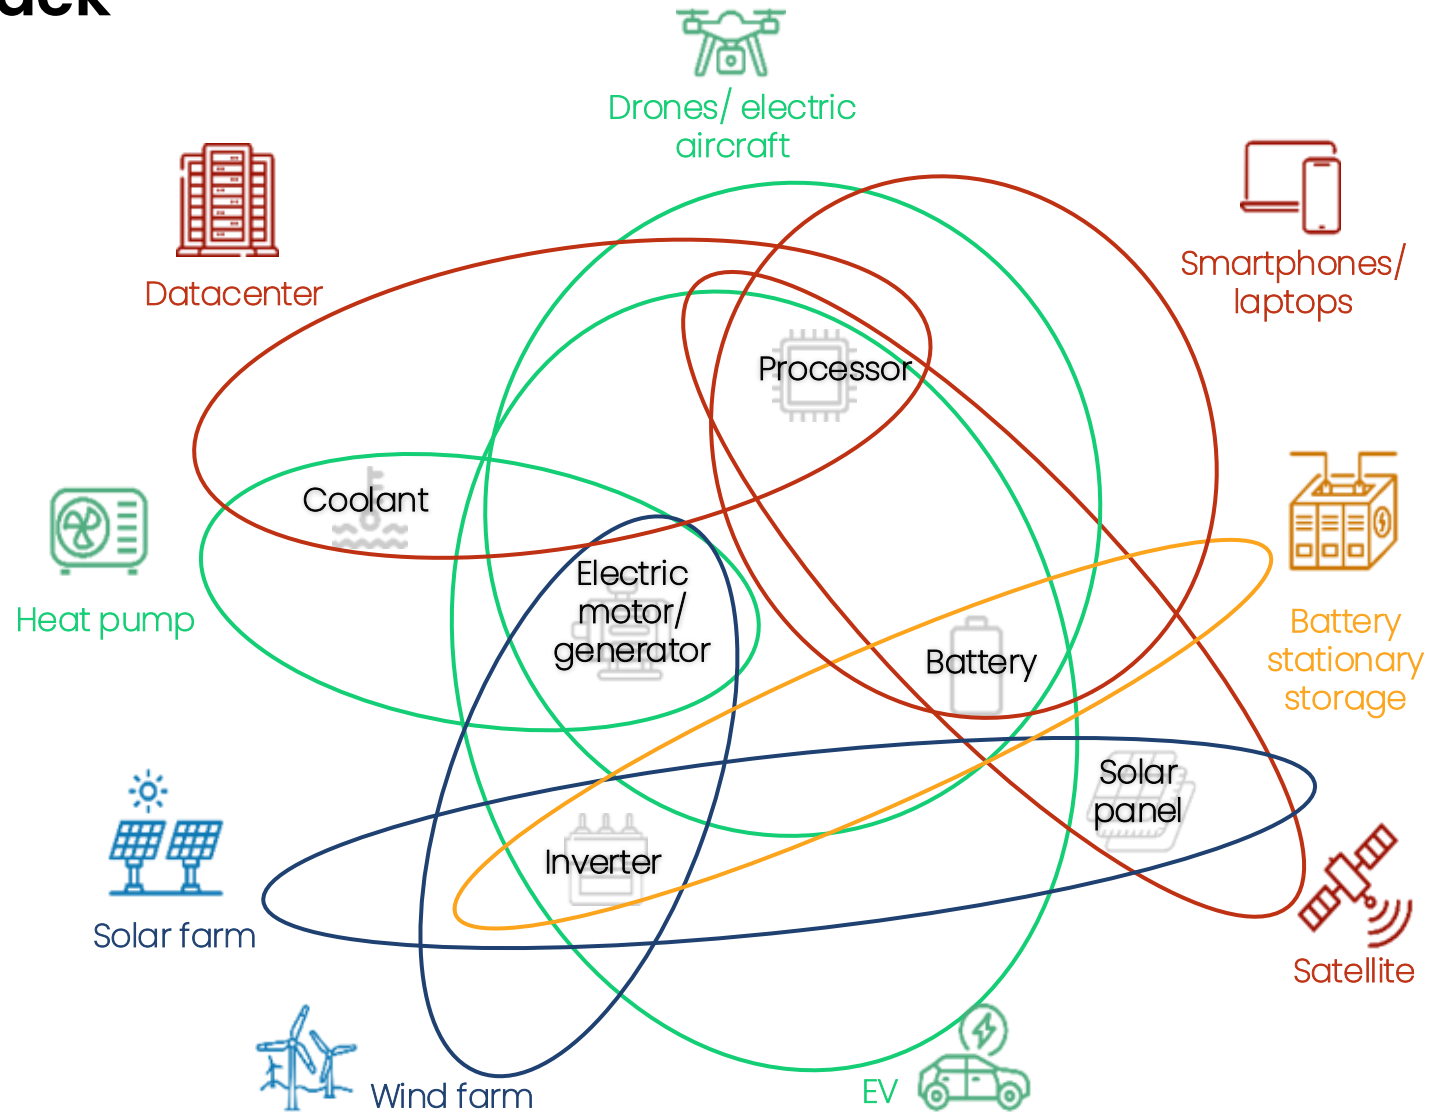 Drones/ electric
aircraft
Datacenter
Smartphones/
laptops
Processor
Coolant
Electric
motor/
generator
Heat pump
Battery
Battery
stationary
storage
Solar
panel
Inverter
Solar farm
Satellite
Wind farm
EV